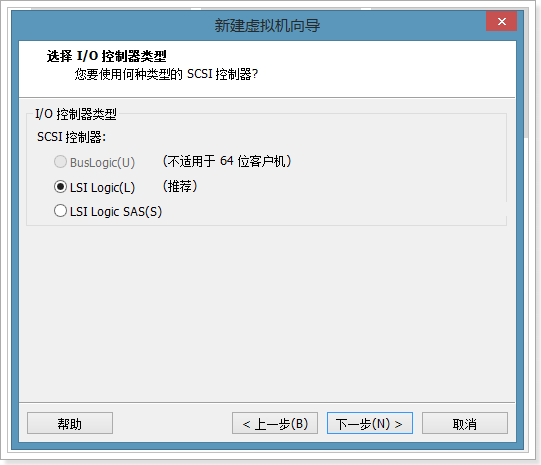 新建虚拟机向导
选择 I/O 控制器类型
您要使用何种类型的 SCSI 控制器?
I/O 控制器类型
SCSI 控制器:
BusLogic(U) （不适用于 64 位客户机）
LSI Logic(L) （推荐）
LSI Logic SAS(S)
帮助 < 上一步(B) 下一步(N) > 取消